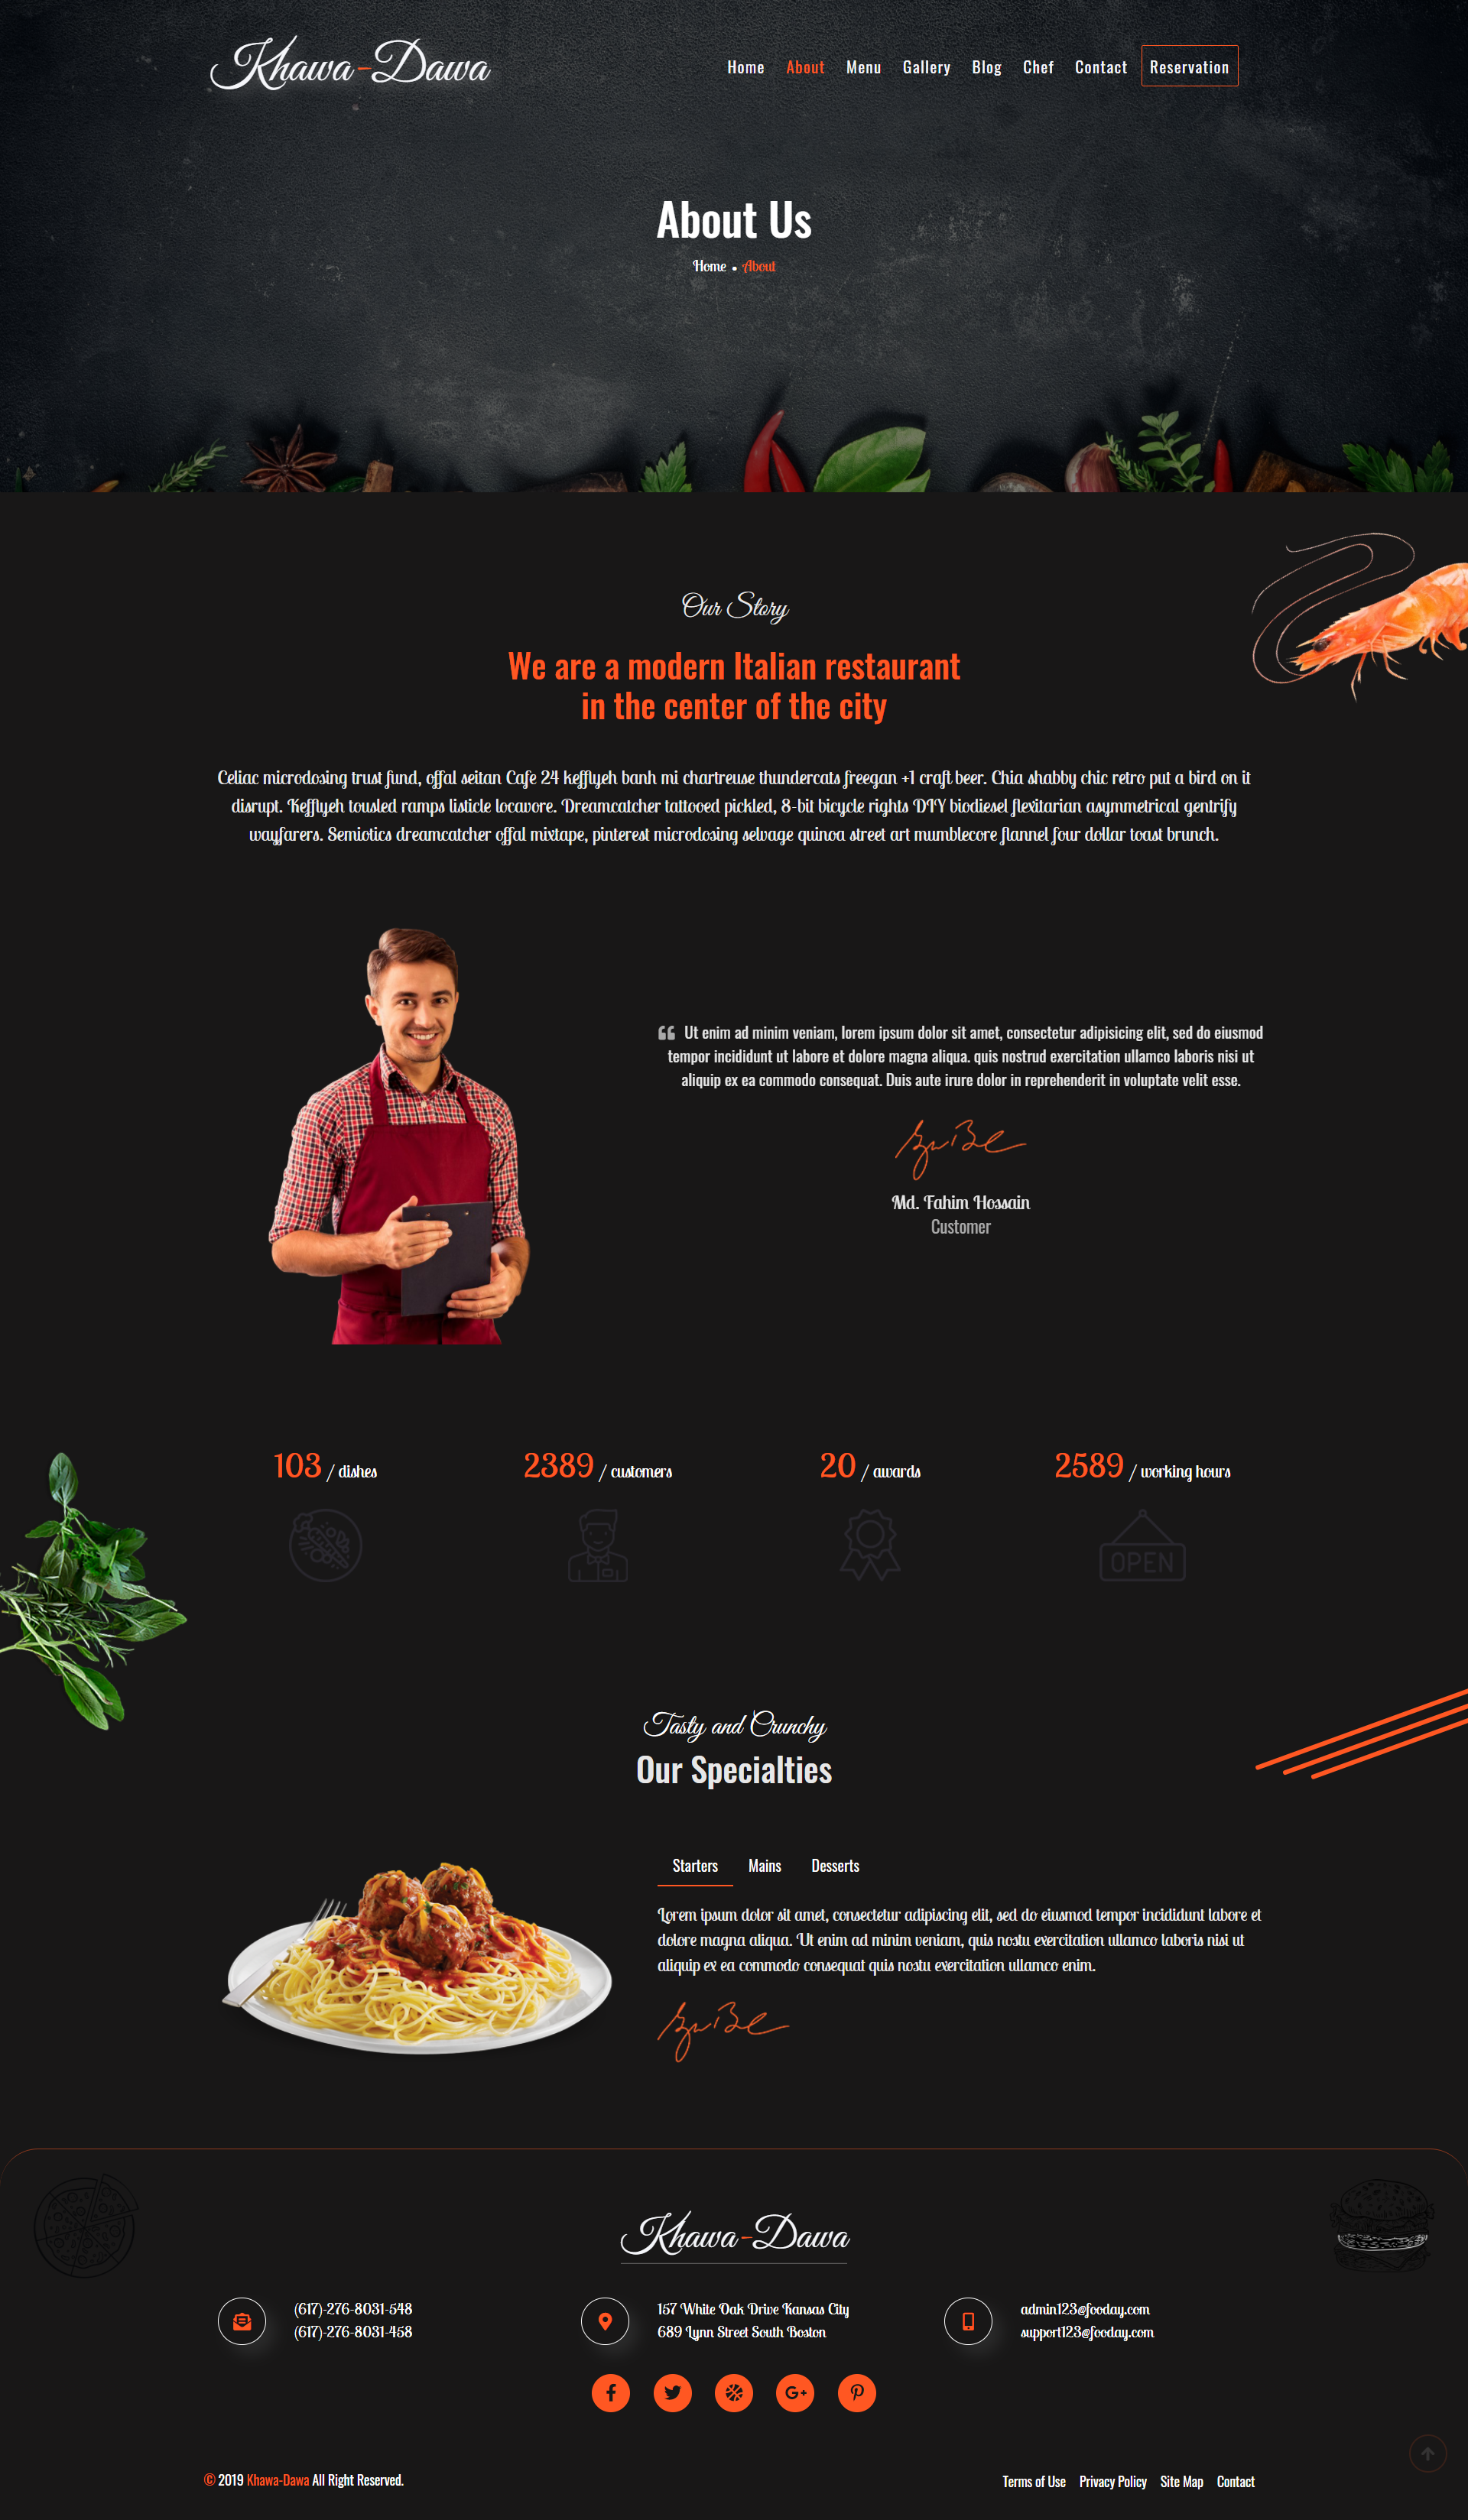 Khawa-Dawa
Home About Menu Gallery Blog Chef Contact Reservation
About Us
Home • About
Our Story
We are a modern Italian restaurant
in the center of the city
Celiac microdosing trust fund, offal seitan Cafe 24 keffiyeh banh mi chartreuse thundercats freegan +1 craft beer. Chia shabby chic retro put a bird on it
disrupt. Keffiyeh tousled ramps listicle locavore. Dreamcatcher tattooed pickled, 8-bit bicycle rights DIY biodiesel flexitarian asymmetrical gentrify
wayfarers. Semiotics dreamcatcher offal mixtape, pinterest microdosing selvage quinoa street art mumblecore flannel four dollar toast brunch.
Ut enim ad minim veniam, lorem ipsum dolor sit amet, consectetur adipisicing elit, sed do eiusmod
tempor incididunt ut labore et dolore magna aliqua. quis nostrud exercitation ullamco laboris nisi ut
aliquip ex ea commodo consequat. Duis aute irure dolor in reprehenderit in voluptate velit esse.
Md. Fahim Hossain
Customer
103 / dishes
2389 / customers
20 / awards
2589 / working hours
OPEN
Tasty and Crunchy
Our Specialties
Starters Mains Desserts
Lorem ipsum dolor sit amet, consectetur adipiscing elit, sed do eiusmod tempor incididunt labore et
dolore magna aliqua. Ut enim ad minim veniam, quis nostu exercitation ullamco laboris nisi ut
aliquip ex ea commodo consequat quis nostu exercitation ullamco enim.
Khawa-Dawa
(617)-276-8031-548
(617)-276-8031-458
157 White Oak Drive Kansas City
689 Lynn Street South Boston
admin123@fooday.com
support123@fooday.com
© 2019 Khawa-Dawa All Right Reserved.
Terms of Use Privacy Policy Site Map Contact